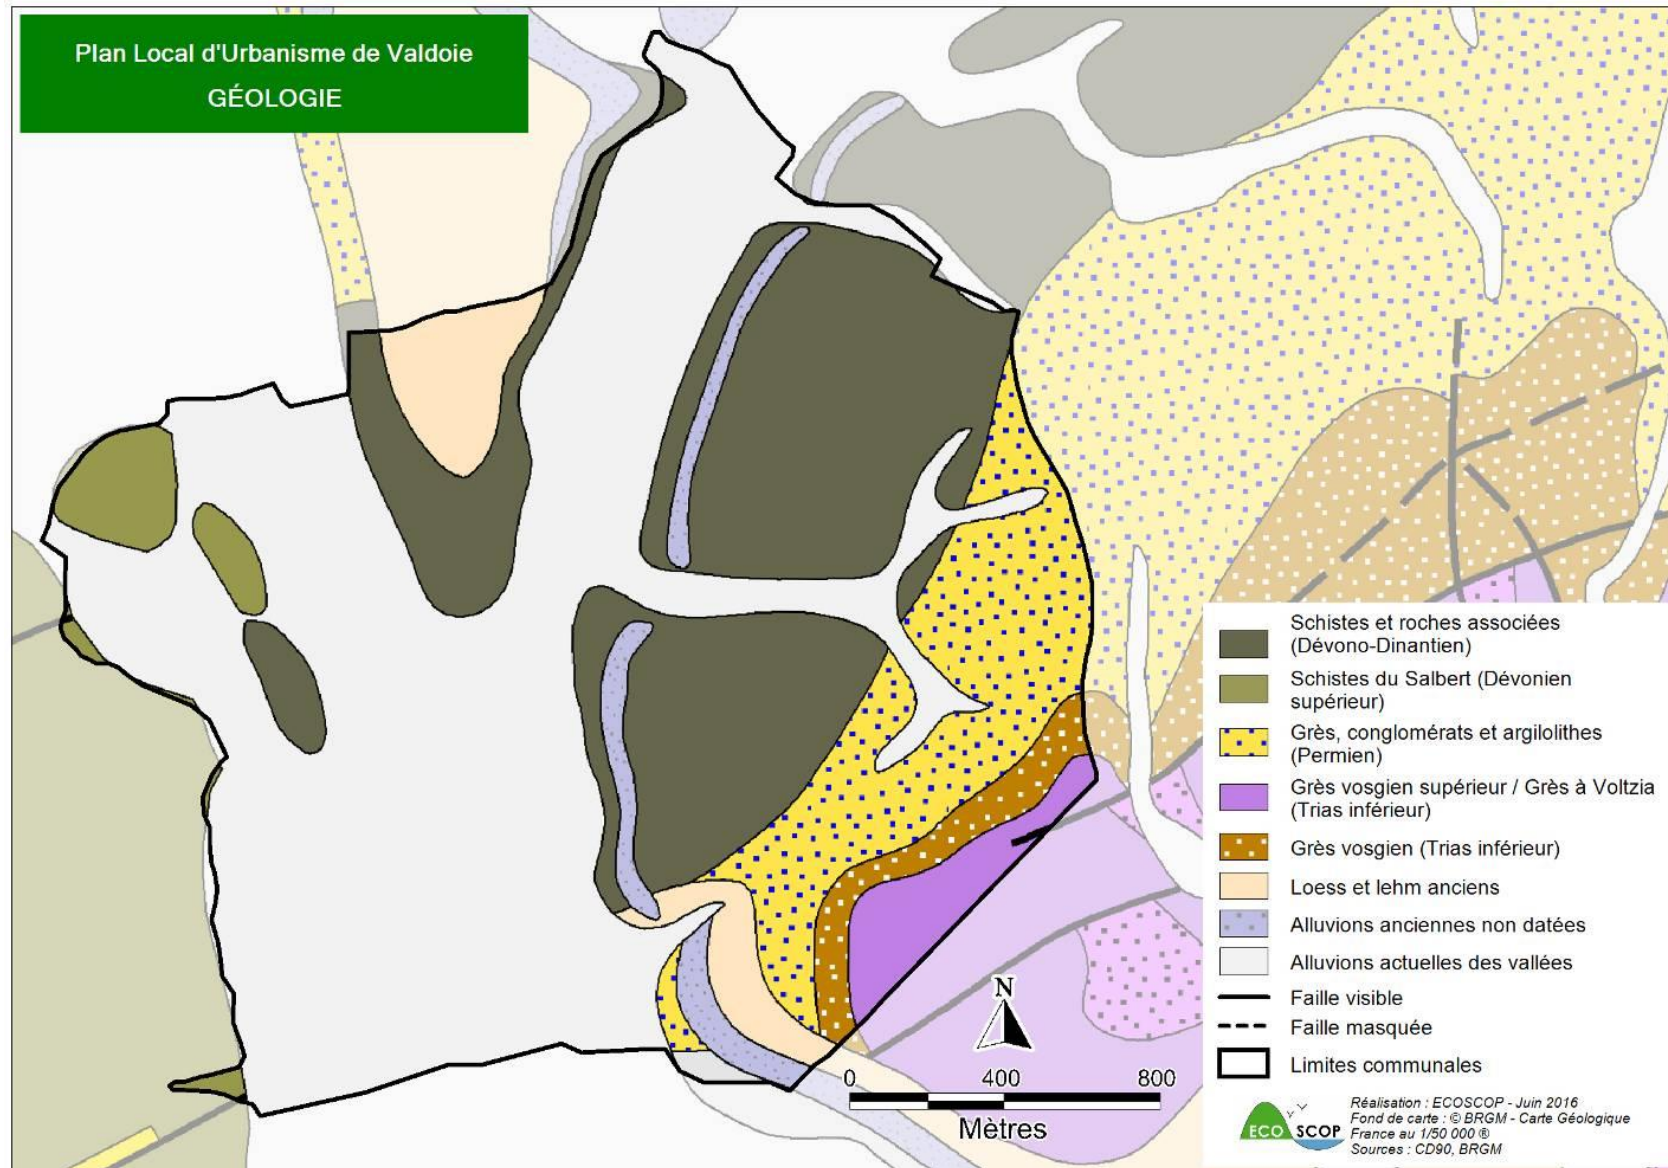 Plan Local d'Urbanisme de Valdoie
GÉOLOGIE
Schistes et roches associées
(Dévono-Dinantien)
Schistes du Salbert (Dévonien
supérieur)
Grès, conglomérats et argilolithes
(Permien)
Grès vosgien supérieur / Grès à Voltzia
(Trias inférieur)
Grès vosgien (Trias inférieur)
Loess et lehm anciens
Alluvions anciennes non datées
Alluvions actuelles des vallées
Faille visible
Faille masquée
Limites communales
N
0 400 800
Mètres
ECO SCOP
Réalisation : ECOSCOP - Juin 2016
Fond de carte : © BRGM - Carte Géologique
France au 1/50 000 ®
Sources : CD90, BRGM